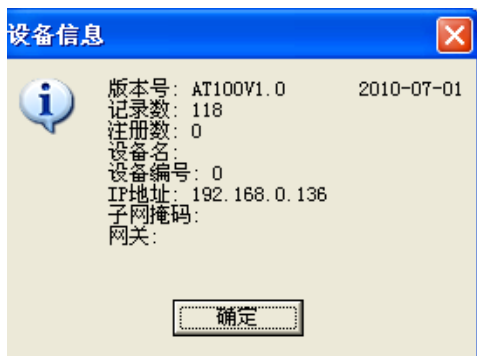 设备信息
版本号: AT100V1.0 2010-07-01
记录数: 118
注册数: 0
设备名:
设备编号: 0
IP地址: 192.168.0.136
子网掩码:
网关:
确定